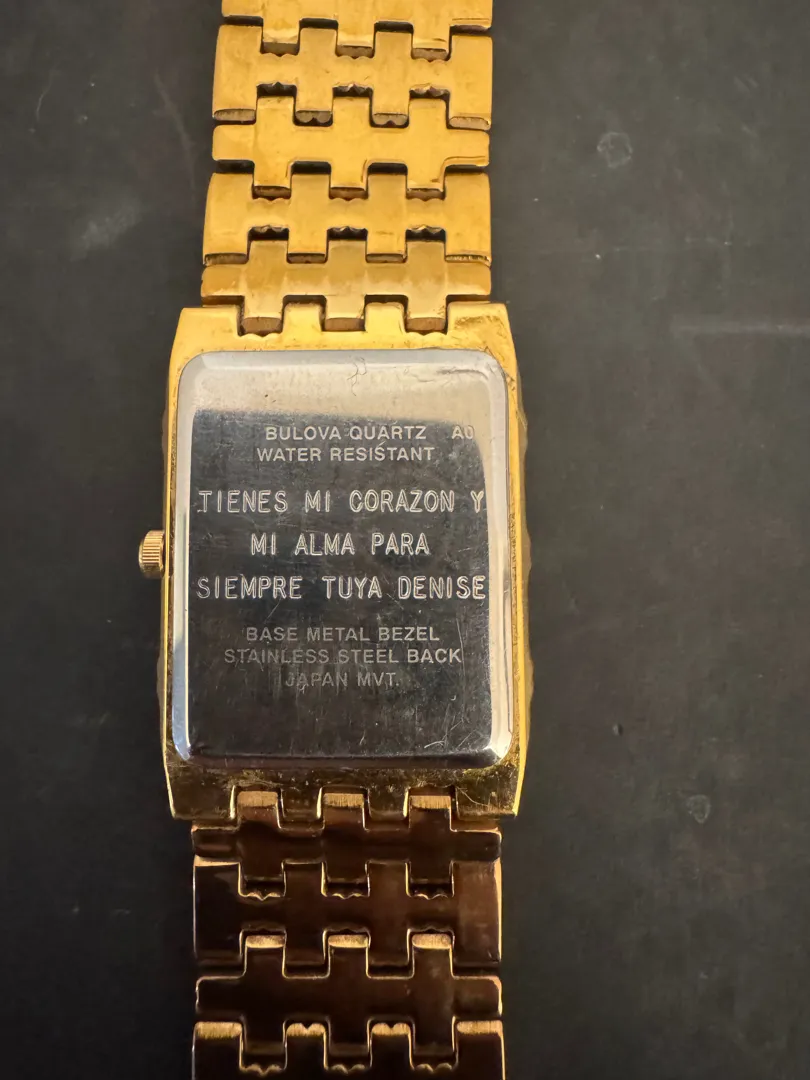 BULOVA QUARTZ A0
WATER RESISTANT
TIENES MI CORAZON Y
MI ALMA PARA
SIEMPRE TUYA DENISE
BASE METAL BEZEL
STAINLESS STEEL BACK
JAPAN MVT.